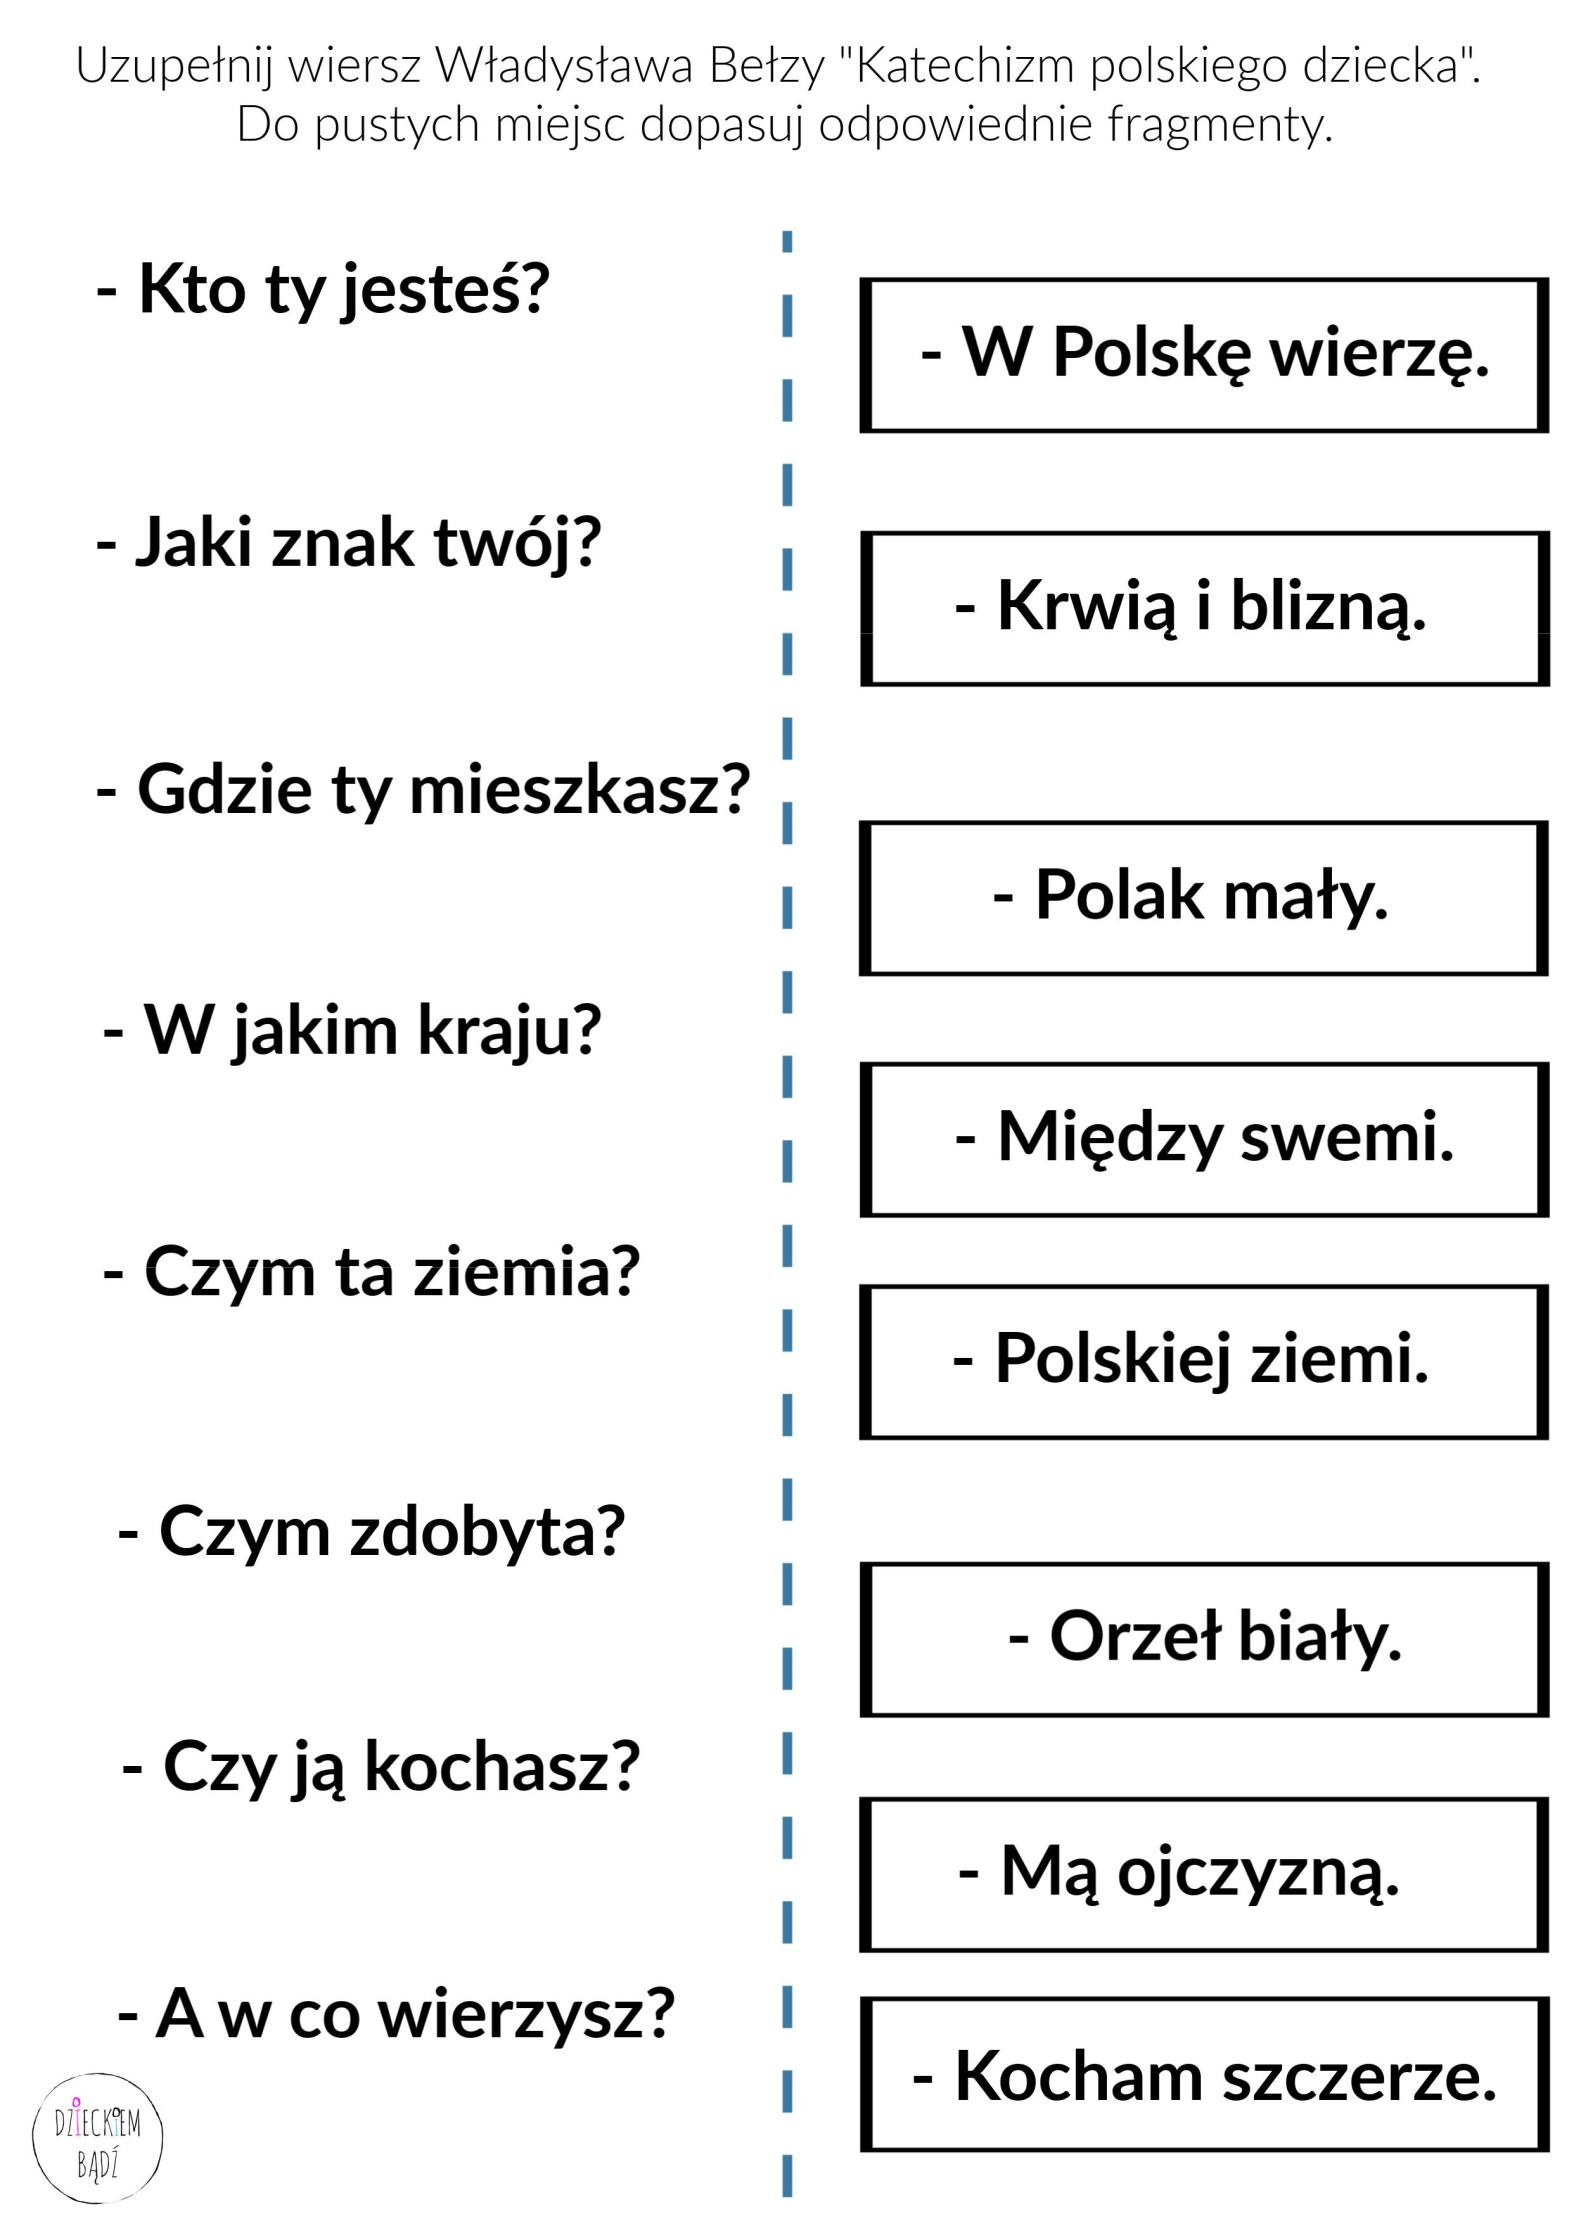 Uzupełnij wiersz Władysława Bełzy "Katechizm polskiego dziecka".
Do pustych miejsc dopasuj odpowiednie fragmenty.
- Kto ty jesteś?
- Jaki znak twój?
- Gdzie ty mieszkasz?
- W jakim kraju?
- Czym ta ziemia?
- Czym zdobyta?
- Czy ją kochasz?
- A w co wierzysz?
- W Polskę wierzę.
- Krwią i blizną.
- Polak mały.
- Między swemi.
- Polskiej ziemi.
- Orzeł biały.
- Mą ojczyzną.
- Kocham szczerze.
DZIECKIEM
BĄDŹ